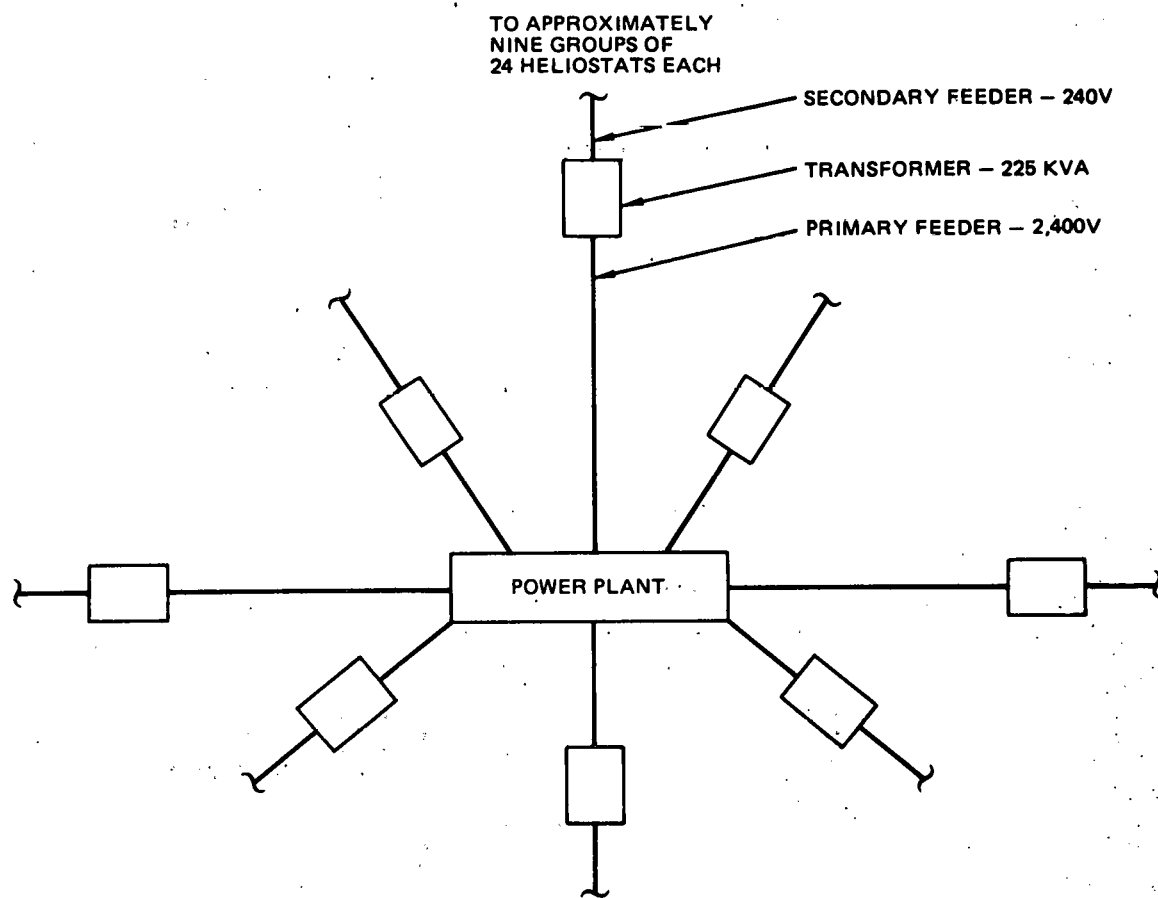 TO APPROXIMATELY
NINE GROUPS OF
24 HELIOSTATS EACH
SECONDARY FEEDER – 240V
TRANSFORMER – 225 KVA
PRIMARY FEEDER – 2,400V
POWER PLANT